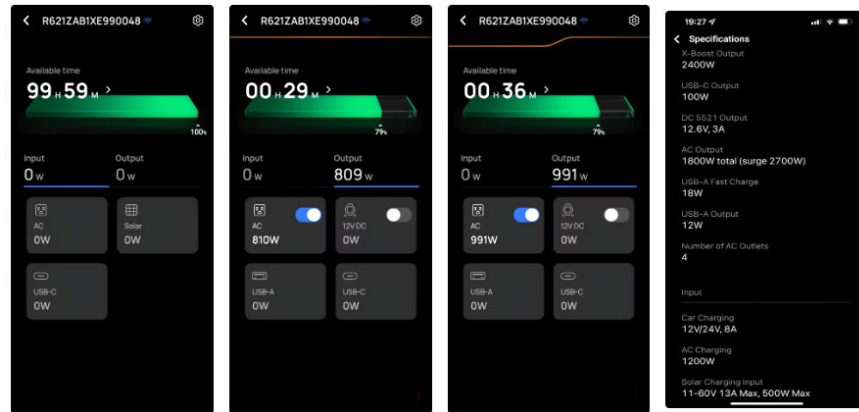 R621ZAB1XE990048
Available time
99 H 59 M
100%
Input
Output
0 W
0 W
AC
0W
Solar
0W
USB-C
0W
R621ZAB1XE990048
Available time
00 H 29 M
79%
Input
Output
0 W
809 W
AC
810W
12V DC
0W
USB-A
0W
USB-C
0W
R621ZAB1XE990048
Available time
00 H 36 M
79%
Input
Output
0 W
991 W
AC
991W
12V DC
0W
USB-A
0W
USB-C
0W
19:27
Specifications
X-Boost Output
2400W
USB-C Output
100W
DC 5521 Output
12.6V, 3A
AC Output
1800W total (surge 2700W)
USB-A Fast Charge
18W
USB-A Output
12W
Number of AC Outlets
4
Input
Car Charging
12V/24V, 8A
AC Charging
1200W
Solar Charging Input
11-60V 13A Max, 500W Max